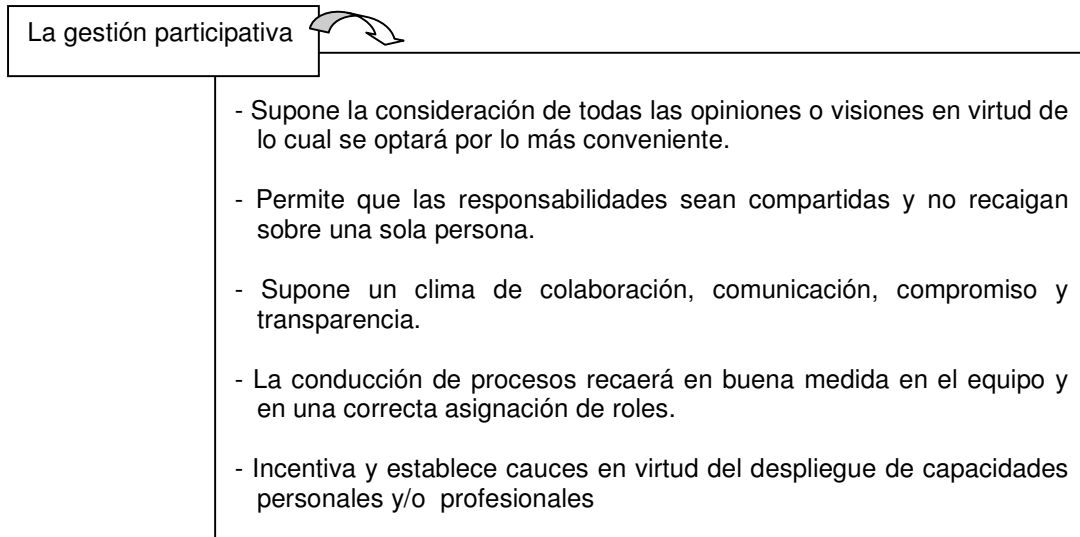 La gestión participativa
- Supone la consideración de todas las opiniones o visiones en virtud de
lo cual se optará por lo más conveniente.
- Permite que las responsabilidades sean compartidas y no recaigan
sobre una sola persona.
- Supone un clima de colaboración, comunicación, compromiso y
transparencia.
- La conducción de procesos recaerá en buena medida en el equipo y
en una correcta asignación de roles.
- Incentiva y establece cauces en virtud del despliegue de capacidades
personales y/o profesionales